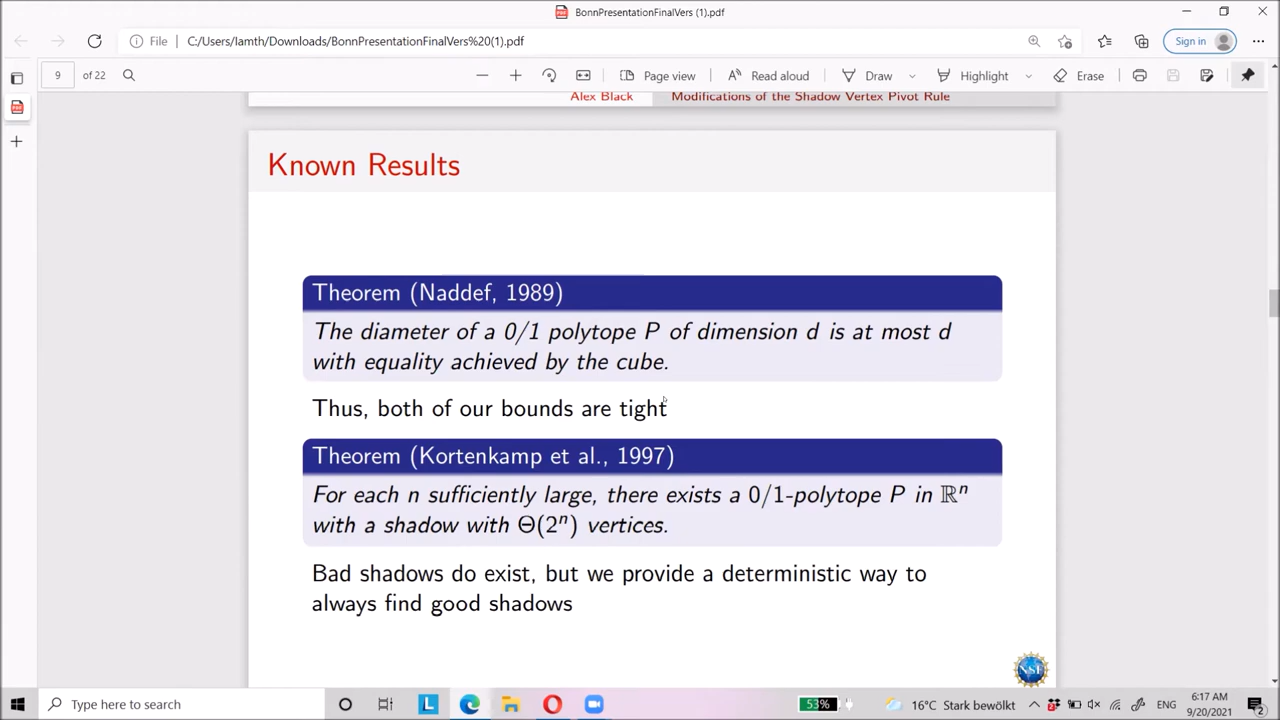 BonnPresentationFinalVers (1).pdf
File C:/Users/Iamth/Downloads/BonnPresentationFinalVers%20(1).pdf
Sign in
9 of 22
Page view
Read aloud
Draw
Highlight
Erase
Alex Black Modifications of the Shadow Vertex Pivot Rule
Known Results
Theorem (Naddef, 1989)
The diameter of a 0/1 polytope P of dimension d is at most d
with equality achieved by the cube.
Thus, both of our bounds are tight
Theorem (Kortenkamp et al., 1997)
For each n sufficiently large, there exists a 0/1-polytope P in ℝⁿ
with a shadow with Θ(2ⁿ) vertices.
Bad shadows do exist, but we provide a deterministic way to
always find good shadows
NSF
Type here to search
L
53%
16°C Stark bewölkt
ENG
6:17 AM
9/20/2021
2